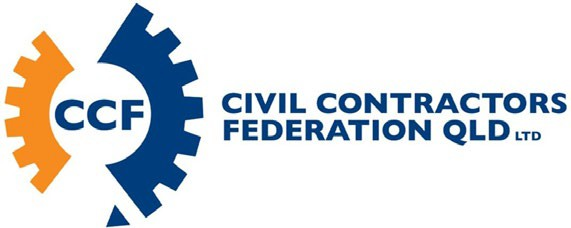 CCF
CIVIL CONTRACTORS
FEDERATION QLD LTD